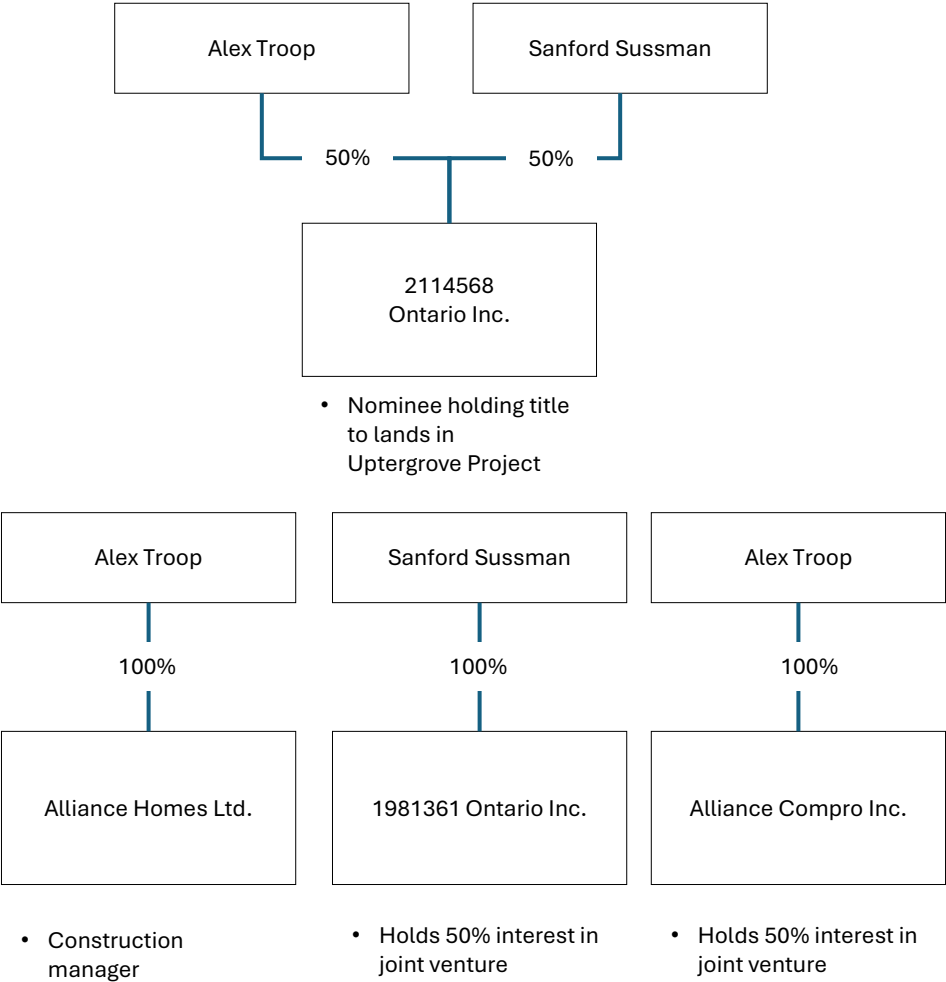 Alex Troop
Sanford Sussman
50%
50%
2114568
Ontario Inc.
• Nominee holding title
to lands in
Uptergrove Project
Alex Troop
Sanford Sussman
Alex Troop
100%
100%
100%
Alliance Homes Ltd.
1981361 Ontario Inc.
Alliance Compro Inc.
• Construction
manager
• Holds 50% interest in
joint venture
• Holds 50% interest in
joint venture